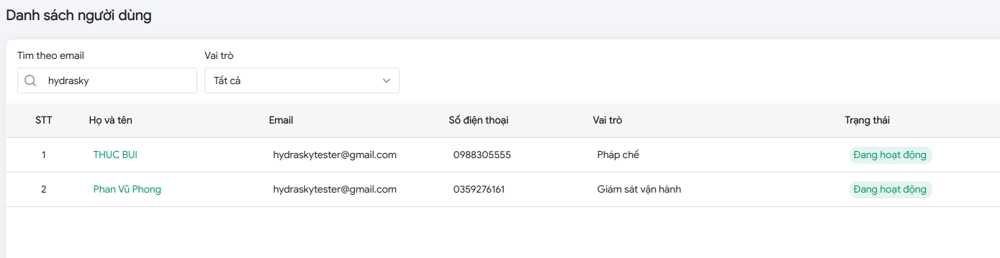 Danh sách người dùng
Tìm theo email Vai trò
hydrasky Tất cả
STT Họ và tên Email Số điện thoại Vai trò Trạng thái
1 THUC BUI hydraskytester@gmail.com 0988305555 Pháp chế Đang hoạt động
2 Phan Vũ Phong hydraskytester@gmail.com 0359276161 Giám sát vận hành Đang hoạt động